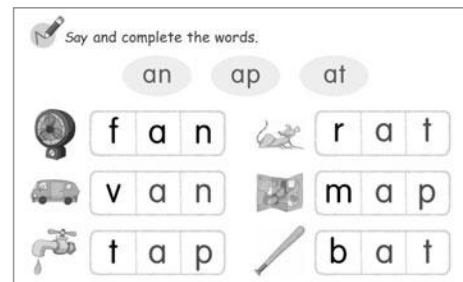 Say and complete the words.
an ap at
f a n r a t
v a n m a p
t a p b a t